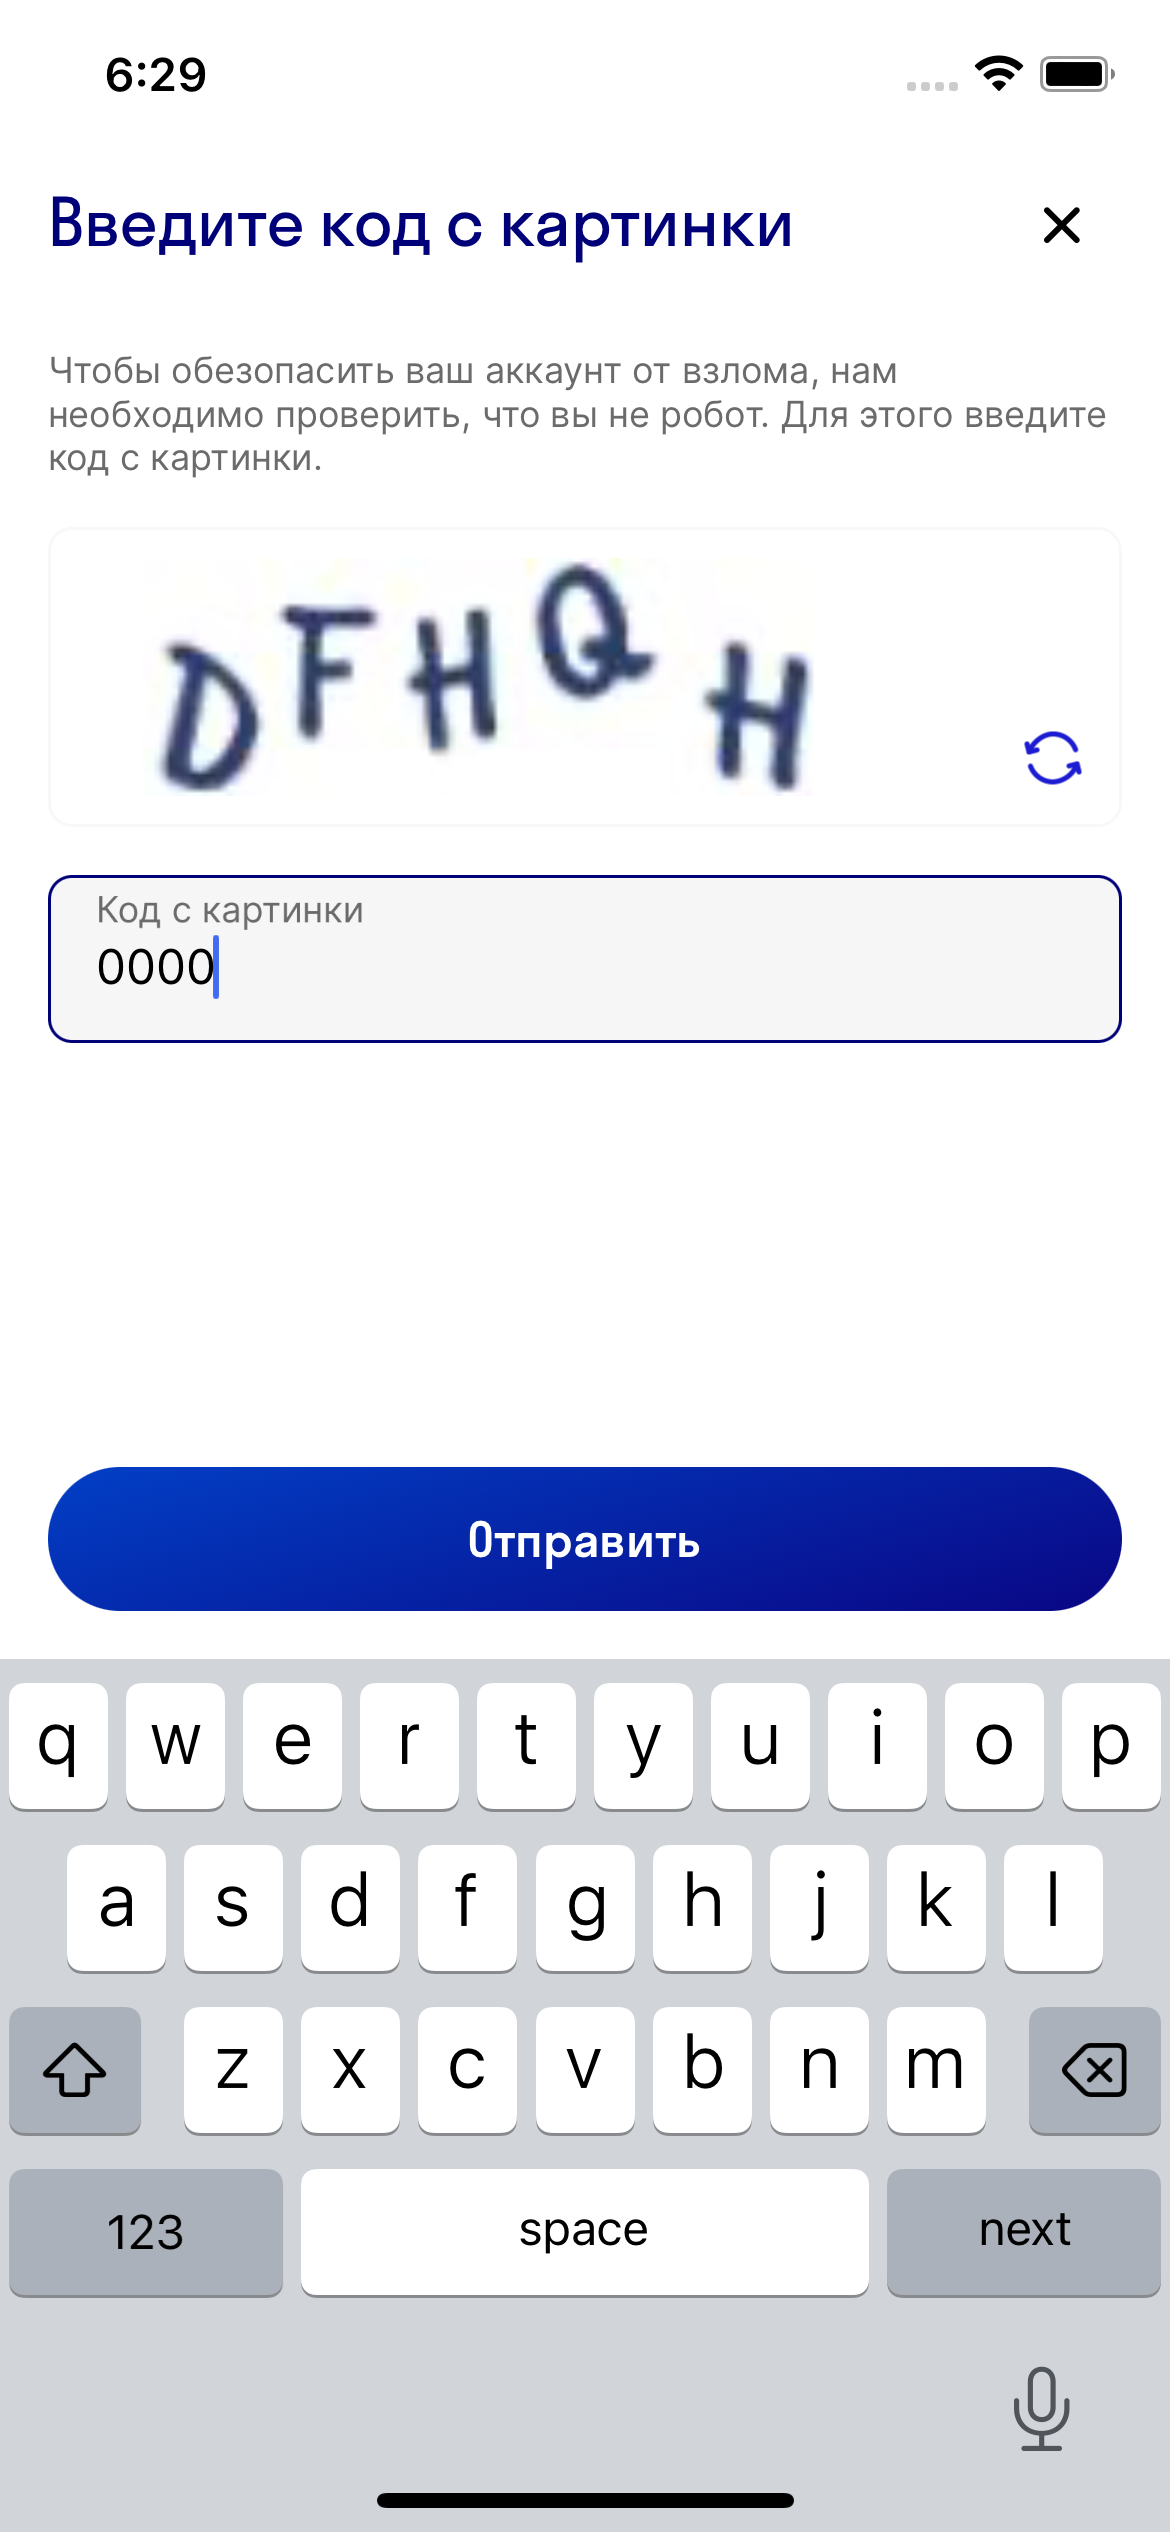 6:29
Введите код с картинки
Чтобы обезопасить ваш аккаунт от взлома, нам
необходимо проверить, что вы не робот. Для этого введите
код с картинки.
DFHQH
Код с картинки
0000
Отправить
q w e r t y u i o p
a s d f g h j k l
z x c v b n m
123 space next